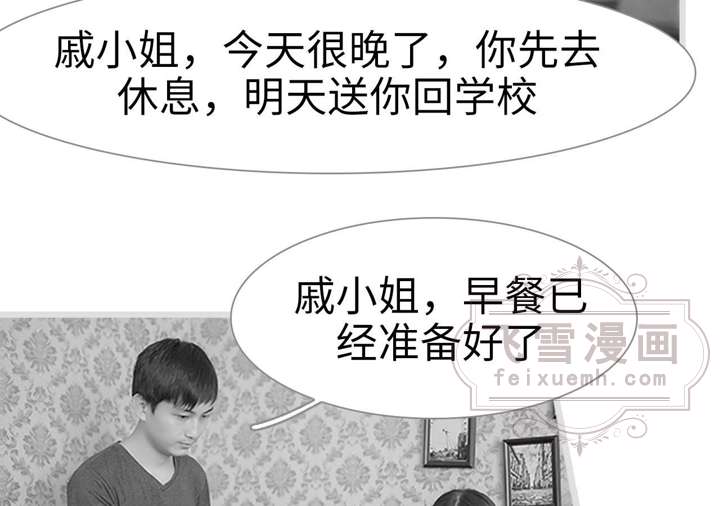 戚小姐，今天很晚了，你先去
休息，明天送你回学校
戚小姐，早餐已
经准备好了
飞雪漫画
feixuemh.com